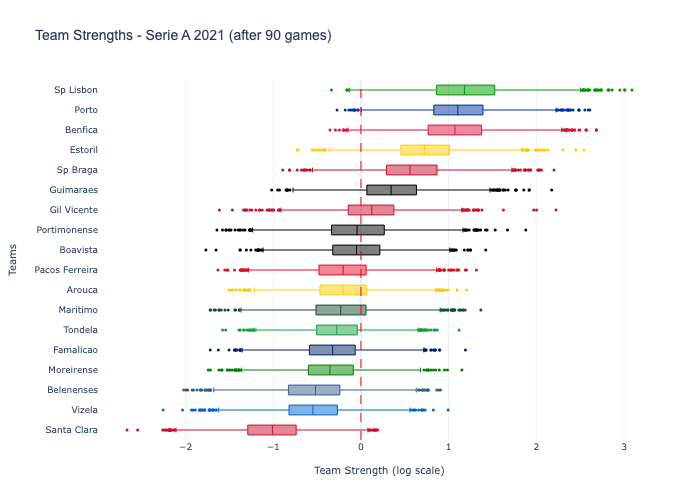 Team Strengths - Serie A 2021 (after 90 games)
Sp Lisbon
Porto
Benfica
Estoril
Sp Braga
Guimaraes
Gil Vicente
Portimonense
Boavista
Pacos Ferreira
Arouca
Maritimo
Tondela
Famalicao
Moreirense
Belenenses
Vizela
Santa Clara
Teams
−2
−1
0
1
2
3
Team Strength (log scale)